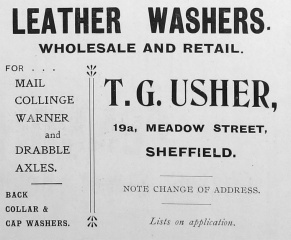 LEATHER WASHERS.
WHOLESALE AND RETAIL.
FOR . . .
MAIL
COLLINGE
WARNER
and
DRABBLE
AXLES.
BACK
COLLAR &
CAP WASHERS.
T. G. USHER,
19a, MEADOW STREET,
SHEFFIELD.
NOTE CHANGE OF ADDRESS.
Lists on application.